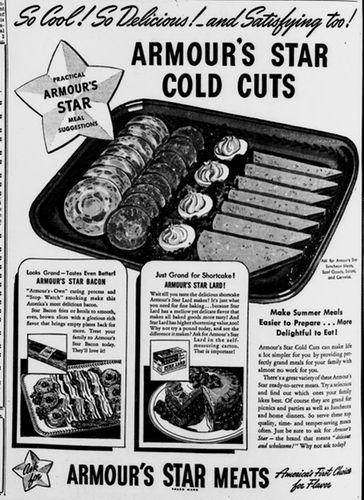 So Cool! So Delicious! — and Satisfying too!
ARMOUR'S STAR
COLD CUTS
PRACTICAL
ARMOUR'S
STAR
MEAL
SUGGESTIONS
Ask for Armour's Star
Luncheon Meats,
Beef Goods, Salami,
and Cervelat.
Looks Grand—Tastes Even Better!
ARMOUR'S STAR BACON
"Armour's-Own" curing process and
"Stop Watch" smoking make this
America's most delicious bacon.
Star Bacon fries or broils to smooth,
even, brown slices with a glorious rich
flavor that brings empty plates back for
more. Treat your
family to Armour's
Star Bacon today.
They'll love it!
Just Grand for Shortcake!
ARMOUR'S STAR LARD!
Wait till you taste the delicious shortcake
Armour's Star Lard makes! It's just what
you need for fine baking... because Star
Lard has a mellow yet delicate flavor that
makes all baked goods more tasty! And
Star Lard has higher shortening value, too!
Why not try a pound today, and see the
difference it makes? Ask for Armour's Star
Lard in the self-
measuring carton.
That is important!
PURE LARD
Make Summer Meals
Easier to Prepare . . . More
Delightful to Eat!
Armour's Star Cold Cuts can make life
a lot simpler for you by providing per-
fectly grand meals for your family with
almost no work for you.
There's a great variety of these Armour's
Star ready-to-serve meats. Try a selection
and find out which ones your family
likes best. Of course they are grand for
picnics and parties as well as luncheons
and home dinners. So serve these top
quality, time- and temper-saving meats
often. Just be sure to ask for Armour's
Star — the brand that means "delicious
and wholesome!" Why not ask today?
Ask
for
ARMOUR'S STAR MEATS
TRADE MARK
America's First Choice
for Flavor